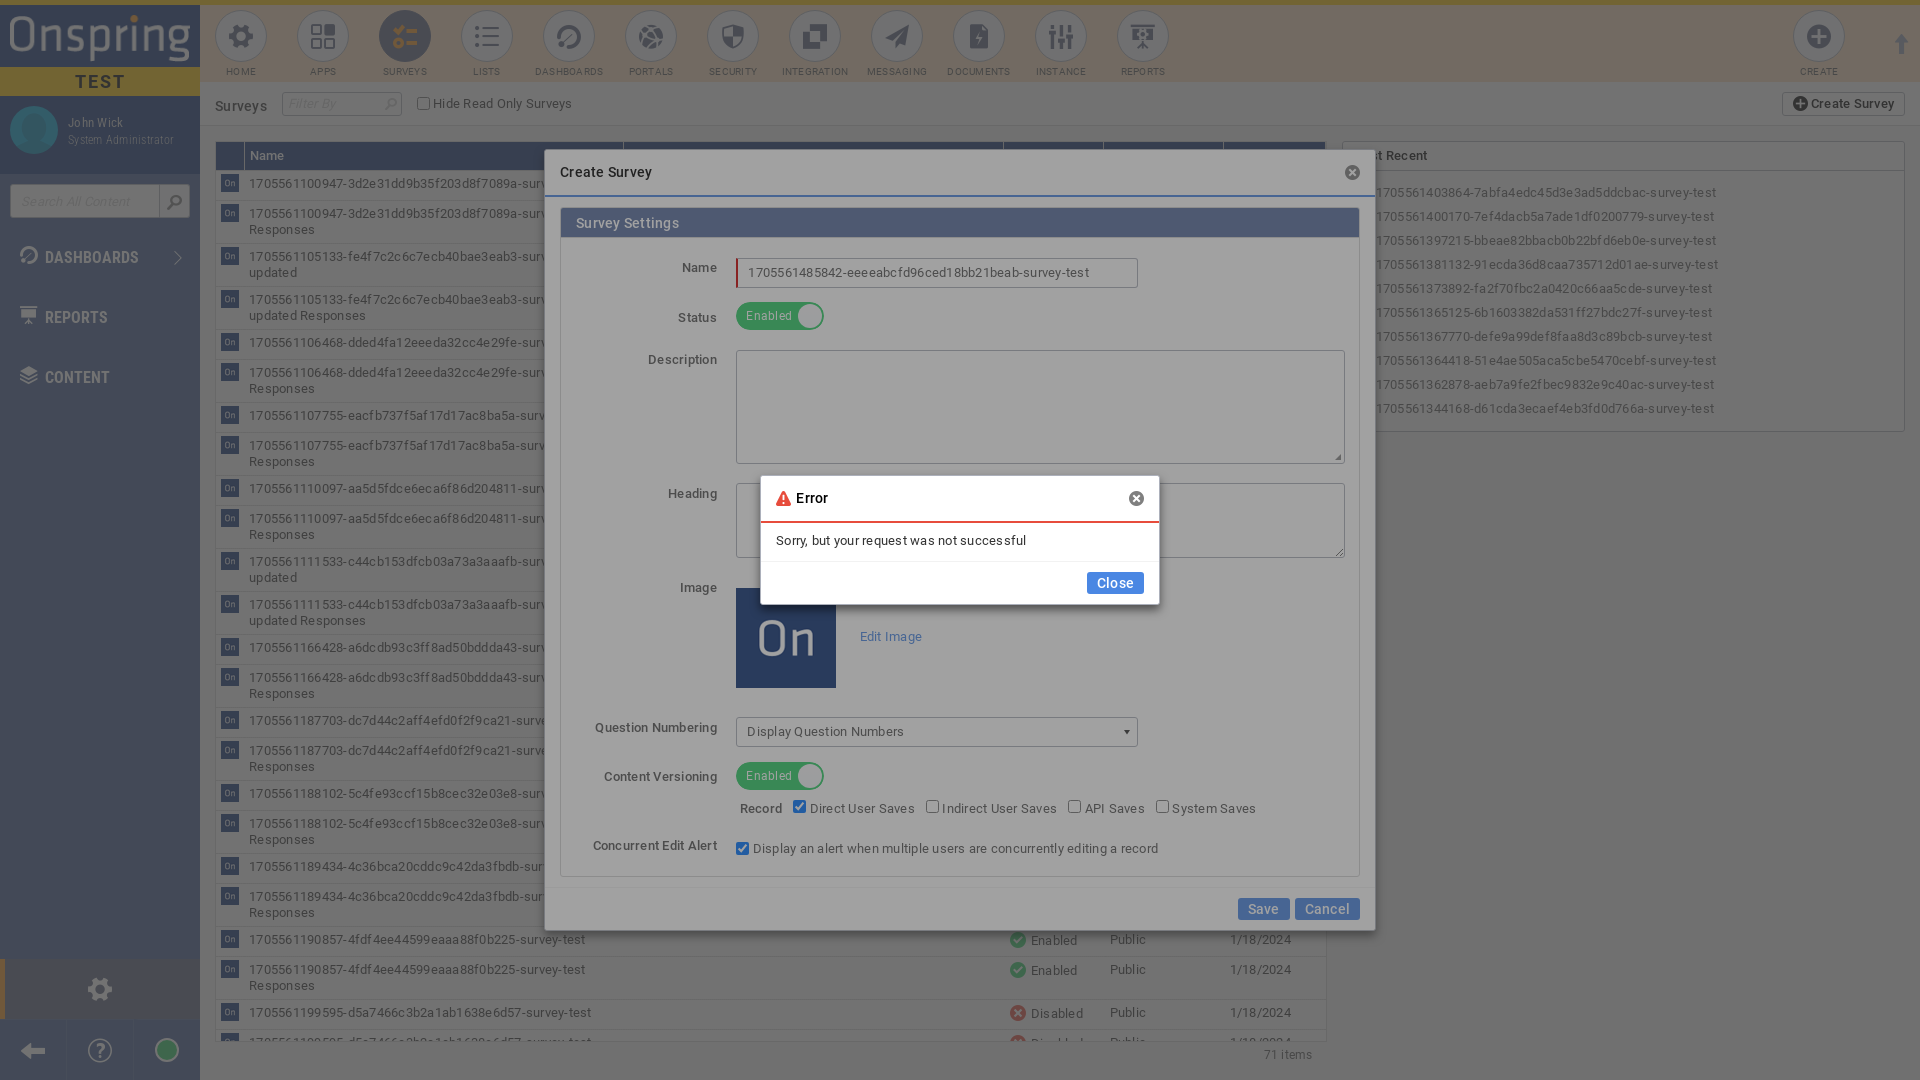 Onspring
TEST
John Wick
System Administrator
Search All Content
DASHBOARDS
REPORTS
CONTENT
HOME
APPS
SURVEYS
LISTS
DASHBOARDS
PORTALS
SECURITY
INTEGRATION
MESSAGING
DOCUMENTS
INSTANCE
REPORTS
CREATE
Surveys
Filter By
Hide Read Only Surveys
Create Survey
Name
On 1705561100947-3d2e31dd9b35f203d8f7089a-surv
On 1705561100947-3d2e31dd9b35f203d8f7089a-surv
Responses
On 1705561105133-fe4f7c2c6c7ecb40bae3eab3-surv
updated
On 1705561105133-fe4f7c2c6c7ecb40bae3eab3-surv
updated Responses
On 1705561106468-dded4fa12eeeda32cc4e29fe-surv
On 1705561106468-dded4fa12eeeda32cc4e29fe-surv
Responses
On 1705561107755-eacfb737f5af17d17ac8ba5a-surv
On 1705561107755-eacfb737f5af17d17ac8ba5a-surv
Responses
On 1705561110097-aa5d5fdce6eca6f86d204811-surv
On 1705561110097-aa5d5fdce6eca6f86d204811-surv
Responses
On 1705561111533-c44cb153dfcb03a73a3aaafb-surv
updated
On 1705561111533-c44cb153dfcb03a73a3aaafb-surv
updated Responses
On 1705561166428-a6dcdb93c3ff8ad50bddda43-surv
On 1705561166428-a6dcdb93c3ff8ad50bddda43-surv
Responses
On 1705561187703-dc7d44c2aff4efd0f2f9ca21-surve
On 1705561187703-dc7d44c2aff4efd0f2f9ca21-surve
Responses
On 1705561188102-5c4fe93ccf15b8cec32e03e8-surv
On 1705561188102-5c4fe93ccf15b8cec32e03e8-surv
Responses
On 1705561189434-4c36bca20cddc9c42da3fbdb-sur
On 1705561189434-4c36bca20cddc9c42da3fbdb-sur
Responses
On 1705561190857-4fdf4ee44599eaaa88f0b225-survey-test Enabled Public 1/18/2024
On 1705561190857-4fdf4ee44599eaaa88f0b225-survey-test Enabled Public 1/18/2024
Responses
On 1705561199595-d5a7466c3b2a1ab1638e6d57-survey-test Disabled Public 1/18/2024
71 items
st Recent
1705561403864-7abfa4edc45d3e3ad5ddcbac-survey-test
1705561400170-7ef4dacb5a7ade1df0200779-survey-test
1705561397215-bbeae82bbacb0b22bfd6eb0e-survey-test
1705561381132-91ecda36d8caa735712d01ae-survey-test
1705561373892-fa2f70fbc2a0420c66aa5cde-survey-test
1705561365125-6b1603382da531ff27bdc27f-survey-test
1705561367770-defe9a99def8faa8d3c89bcb-survey-test
1705561364418-51e4ae505aca5cbe5470cebf-survey-test
1705561362878-aeb7a9fe2fbec9832e9c40ac-survey-test
1705561344168-d61cda3ecaef4eb3fd0d766a-survey-test
Create Survey
Survey Settings
Name 1705561485842-eeeeabcfd96ced18bb21beab-survey-test
Status Enabled
Description
Heading
Image
On
Edit Image
Question Numbering Display Question Numbers
Content Versioning Enabled
Record Direct User Saves Indirect User Saves API Saves System Saves
Concurrent Edit Alert Display an alert when multiple users are concurrently editing a record
Save Cancel
Error
Sorry, but your request was not successful
Close